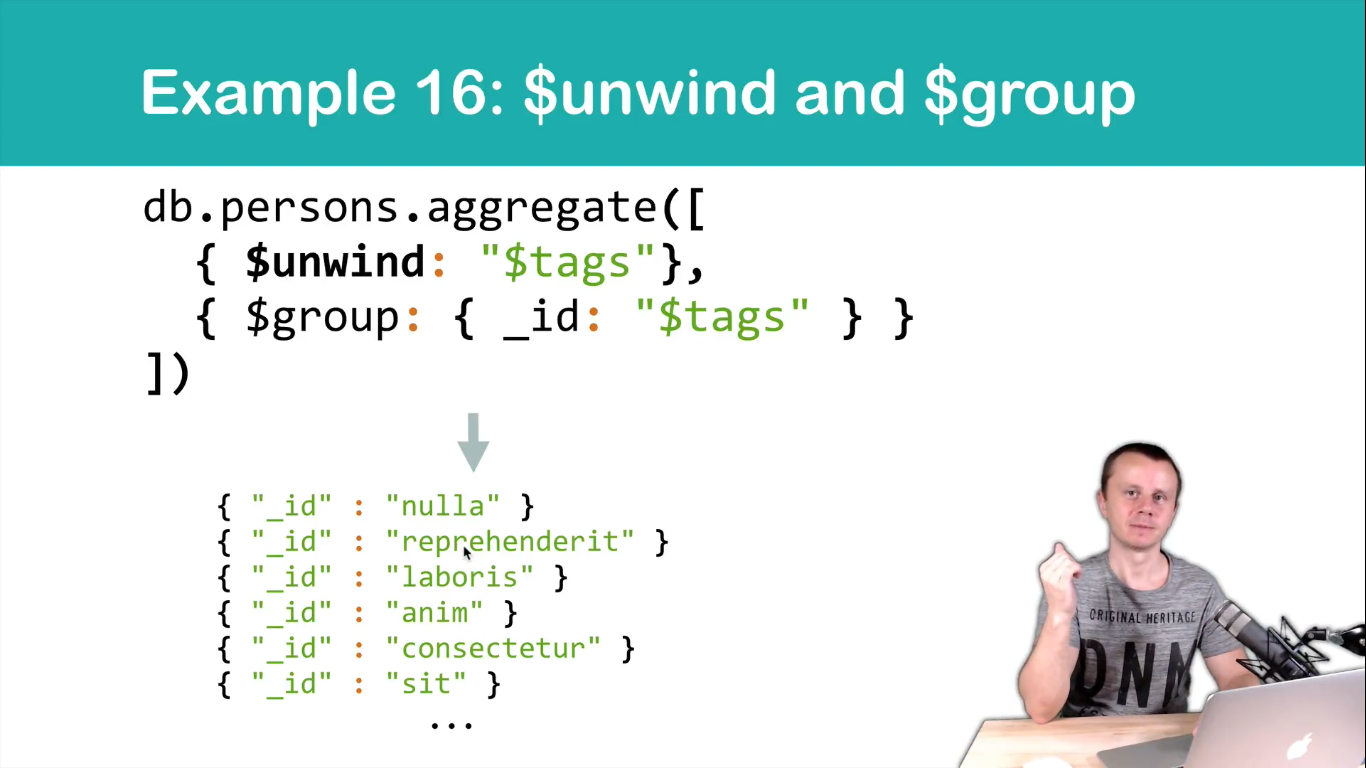 Example 16: $unwind and $group
db.persons.aggregate([
{ $unwind: "$tags"},
{ $group: { _id: "$tags" } }
])
{ "_id" : "nulla" }
{ "_id" : "reprehenderit" }
{ "_id" : "laboris" }
{ "_id" : "anim" }
{ "_id" : "consectetur" }
{ "_id" : "sit" }
...
ORIGINAL HERITAGE
DNM